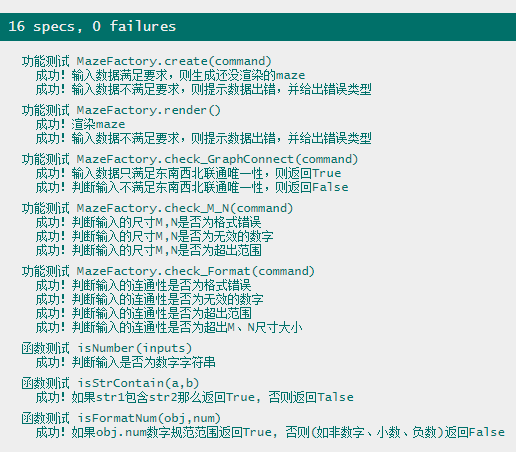 16 specs, 0 failures
功能测试 MazeFactory.create(command)
成功！输入数据满足要求，则生成还没渲染的maze
成功！输入数据不满足要求，则提示数据出错，并给出错误类型
功能测试 MazeFactory.render()
成功！渲染maze
成功！输入数据不满足要求，则提示数据出错，并给出错误类型
功能测试 MazeFactory.check_GraphConnect(command)
成功！输入数据只满足东南西北联通唯一性，则返回True
成功！判断输入不满足东南西北联通唯一性，则返回False
功能测试 MazeFactory.check_M_N(command)
成功！判断输入的尺寸M,N是否为格式错误
成功！判断输入的尺寸M,N是否为无效的数字
成功！判断输入的尺寸M,N是否为超出范围
功能测试 MazeFactory.check_Format(command)
成功！判断输入的连通性是否为格式错误
成功！判断输入的连通性是否为无效的数字
成功！判断输入的连通性是否为超出范围
成功！判断输入的连通性是否为超出M、N尺寸大小
函数测试 isNumber(inputs)
成功！判断输入是否为数字字符串
函数测试 isStrContain(a,b)
成功！如果str1包含str2那么返回True, 否则返回Talse
函数测试 isFormatNum(obj,num)
成功！如果obj.num数字规范范围返回True, 否则(如非数字、小数、负数)返回False